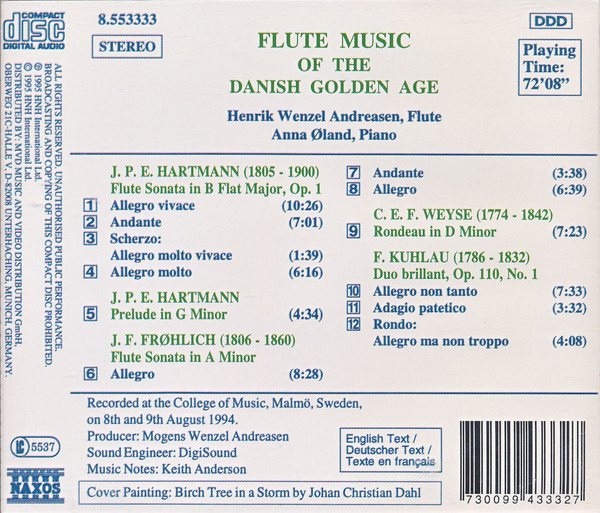 COMPACT
disc
DIGITAL AUDIO
8.553333
STEREO
FLUTE MUSIC
OF THE
DANISH GOLDEN AGE
Henrik Wenzel Andreasen, Flute
Anna Øland, Piano
DDD
Playing
Time:
72'08"
J. P. E. HARTMANN (1805 - 1900)
Flute Sonata in B Flat Major, Op. 1
1 Allegro vivace (10:26)
2 Andante (7:01)
3 Scherzo:
Allegro molto vivace (1:39)
4 Allegro molto (6:16)
J. P. E. HARTMANN
5 Prelude in G Minor (4:34)
J. F. FRØHLICH (1806 - 1860)
Flute Sonata in A Minor
6 Allegro (8:28)
7 Andante (3:38)
8 Allegro (6:39)
C. E. F. WEYSE (1774 - 1842)
9 Rondeau in D Minor (7:23)
F. KUHLAU (1786 - 1832)
Duo brillant, Op. 110, No. 1
10 Allegro non tanto (7:33)
11 Adagio patetico (3:32)
12 Rondo:
Allegro ma non troppo (4:08)
Recorded at the College of Music, Malmö, Sweden,
on 8th and 9th August 1994.
Producer: Mogens Wenzel Andreasen
Sound Engineer: DigiSound
Music Notes: Keith Anderson
English Text /
Deutscher Text /
Texte en français
Cover Painting: Birch Tree in a Storm by Johan Christian Dahl
7 30099 43332 7
ALL RIGHTS RESERVED. UNAUTHORISED PUBLIC PERFORMANCE,
BROADCASTING AND COPYING OF THIS COMPACT DISC PROHIBITED.
℗ 1995 HNH International Ltd.
© 1995 HNH International Ltd.
DISTRIBUTED BY: MVD MUSIC AND VIDEO DISTRIBUTION GmbH,
OBERWEG 21C-HALLE V, D-82008 UNTERHACHING, MUNICH, GERMANY.
LC 5537
NAXOS